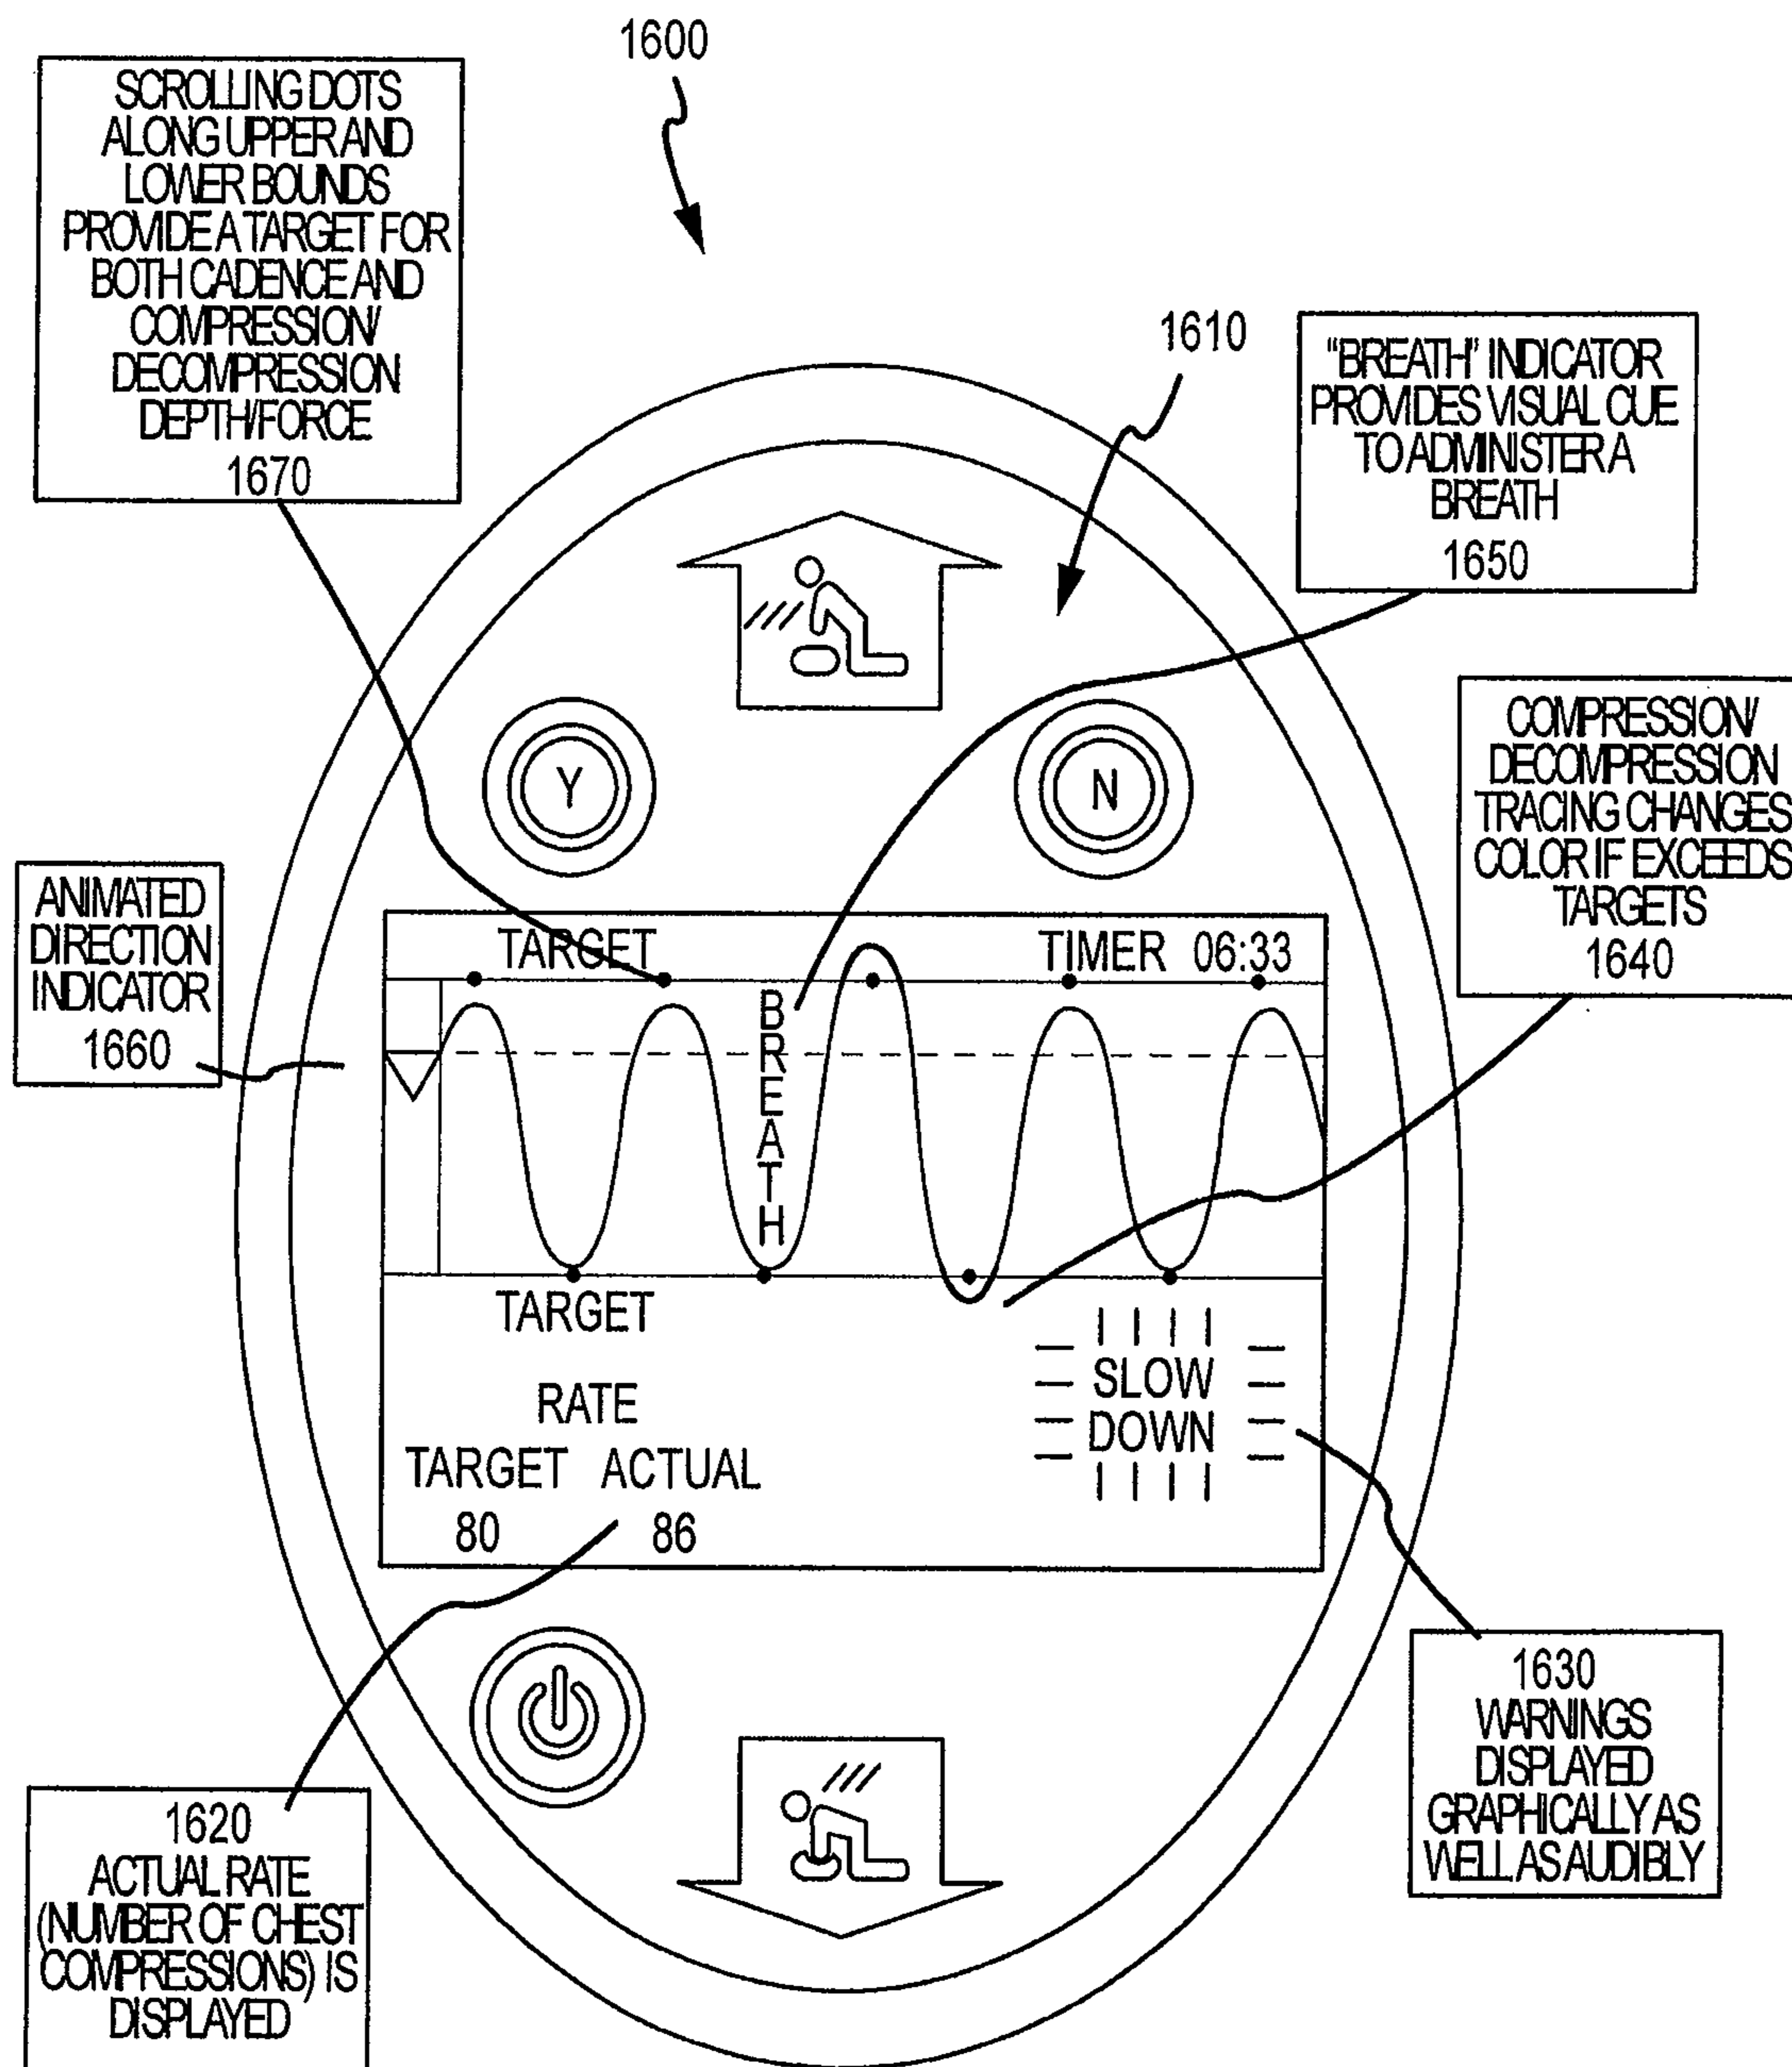 1600
SCROLLING DOTS
ALONG UPPER AND
LOWER BOUNDS
PROVIDE A TARGET FOR
BOTH CADENCE AND
COMPRESSION/
DECOMPRESSION
DEPTH/FORCE
1670
1610
"BREATH" INDICATOR
PROVIDES VISUAL CUE
TO ADMINISTER A
BREATH
1650
COMPRESSION/
DECOMPRESSION
TRACING CHANGES
COLOR IF EXCEEDS
TARGETS
1640
Y
N
ANIMATED
DIRECTION
INDICATOR
1660
TARGET
TIMER 06:33
BREATH
TARGET
RATE
TARGET ACTUAL
80 86
SLOW
DOWN
1630
WARNINGS
DISPLAYED
GRAPHICALLY AS
WELL AS AUDIBLY
1620
ACTUAL RATE
(NUMBER OF CHEST
COMPRESSIONS) IS
DISPLAYED